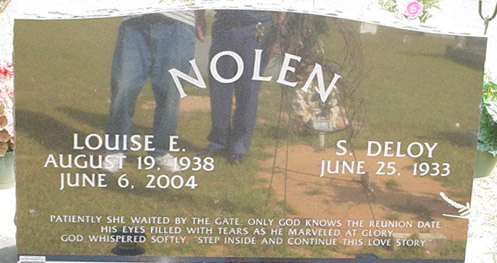 NOLEN
LOUISE E.
AUGUST 19, 1938
JUNE 6, 2004
S. DELOY
JUNE 25, 1933
PATIENTLY SHE WAITED BY THE GATE, ONLY GOD KNOWS THE REUNION DATE,
HIS EYES FILLED WITH TEARS AS HE MARVELED AT GLORY,
GOD WHISPERED SOFTLY, "STEP INSIDE AND CONTINUE THIS LOVE STORY."